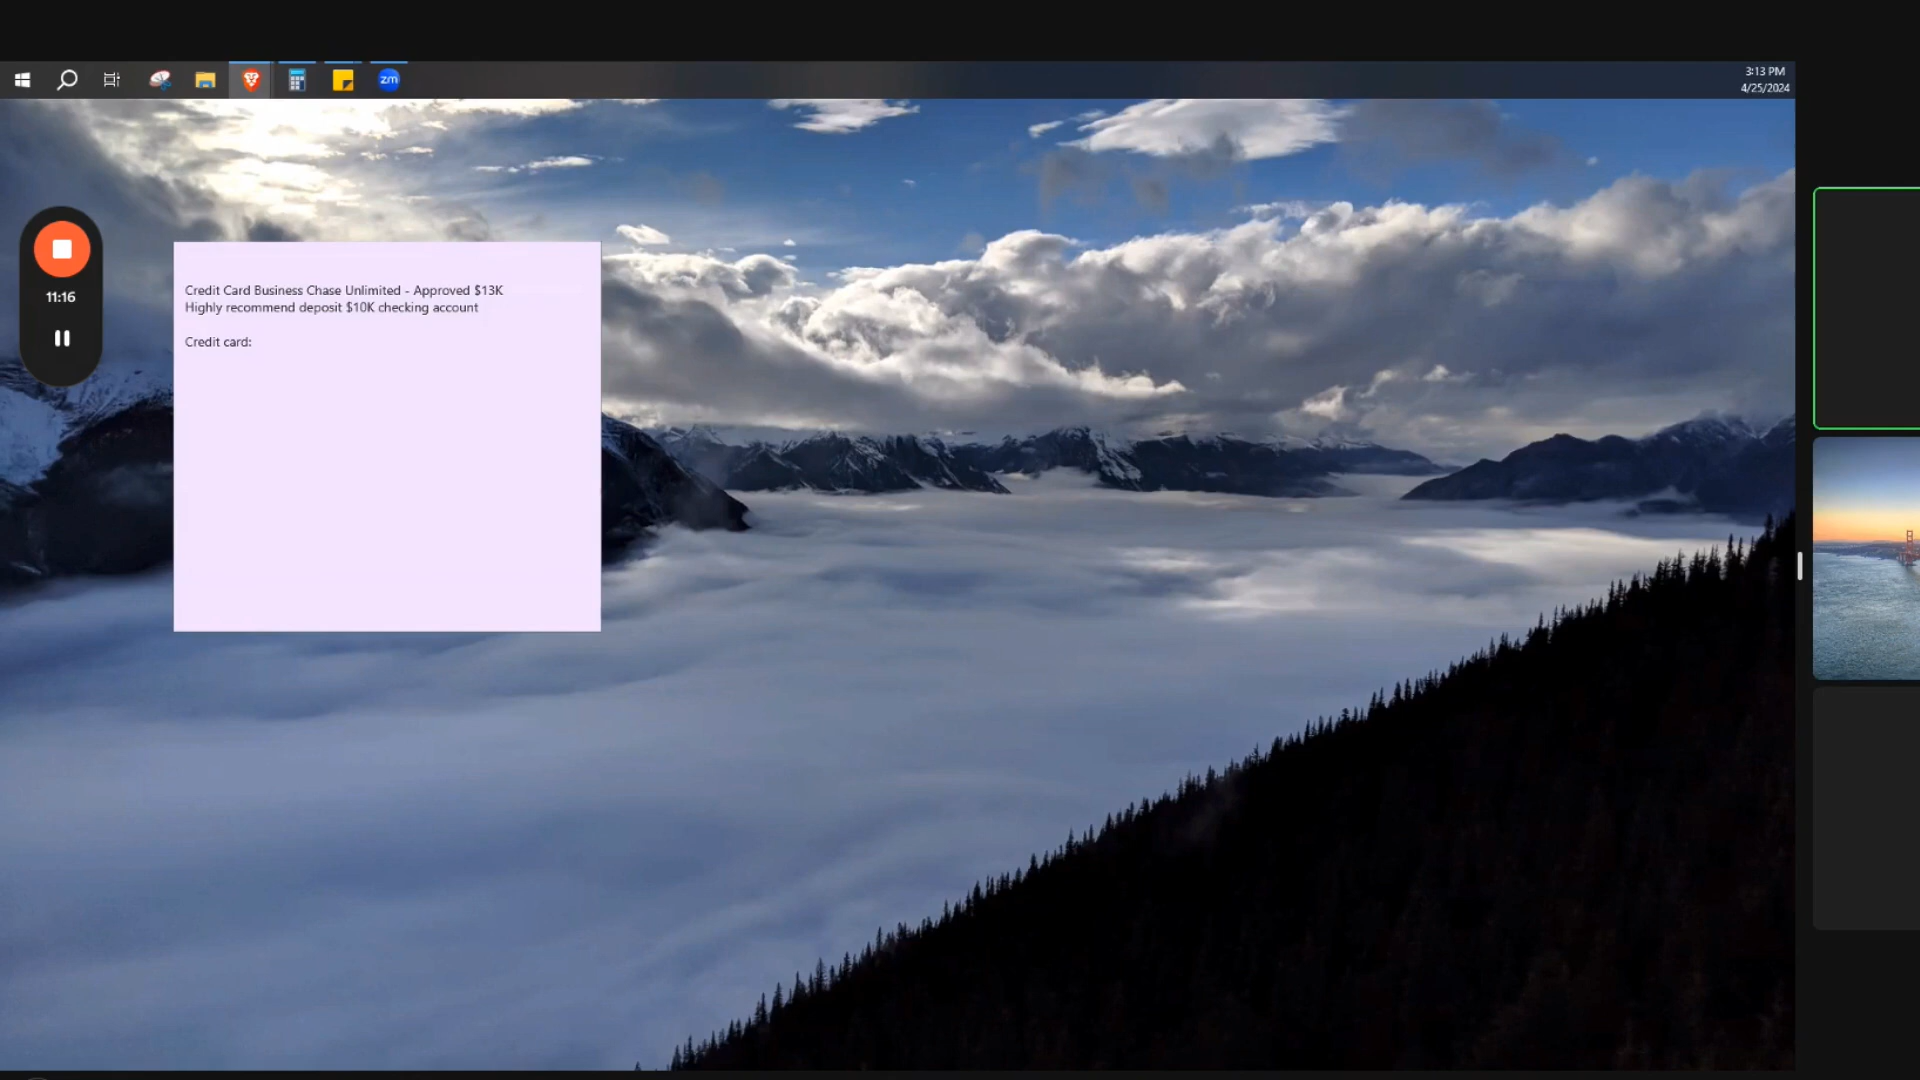 zm
3:13 PM
4/25/2024
11:16
Credit Card Business Chase Unlimited - Approved $13K
Highly recommend deposit $10K checking account
Credit card: